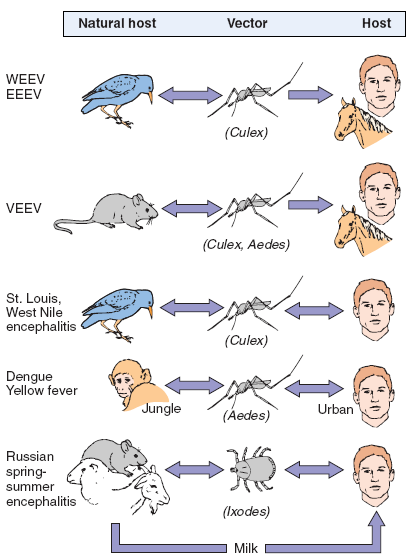 Natural host Vector Host
WEEV
EEEV
(Culex)
VEEV
(Culex, Aedes)
St. Louis,
West Nile
encephalitis
(Culex)
Dengue
Yellow fever
Jungle
(Aedes)
Urban
Russian
spring-
summer
encephalitis
(Ixodes)
Milk